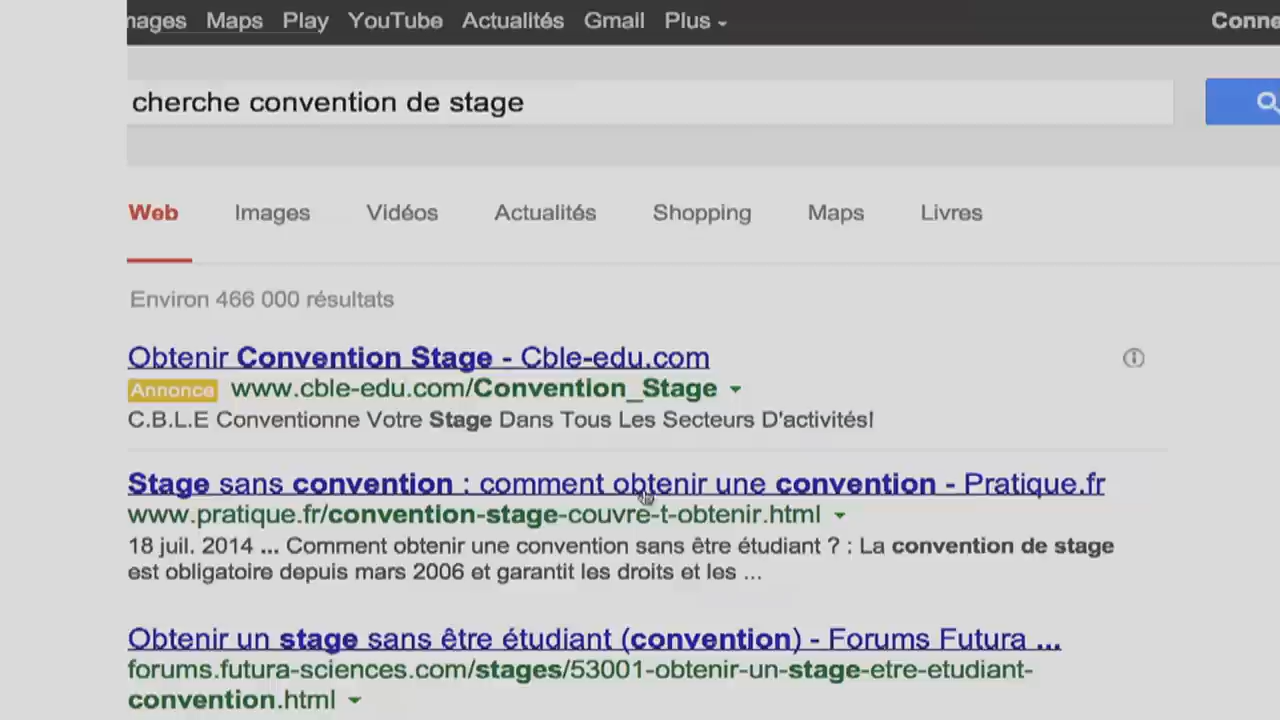 Maps Play YouTube Actualités Gmail Plus
cherche convention de stage
Web Images Vidéos Actualités Shopping Maps Livres
Environ 466 000 résultats
Obtenir Convention Stage - Cble-edu.com
Annonce www.cble-edu.com/Convention_Stage
C.B.L.E Conventionne Votre Stage Dans Tous Les Secteurs D'activités!
Stage sans convention : comment obtenir une convention - Pratique.fr
www.pratique.fr/convention-stage-couvre-t-obtenir.html
18 juil. 2014 ... Comment obtenir une convention sans être étudiant ? : La convention de stage
est obligatoire depuis mars 2006 et garantit les droits et les ...
Obtenir un stage sans être étudiant (convention) - Forums Futura ...
forums.futura-sciences.com/stages/53001-obtenir-un-stage-etre-etudiant-
convention.html